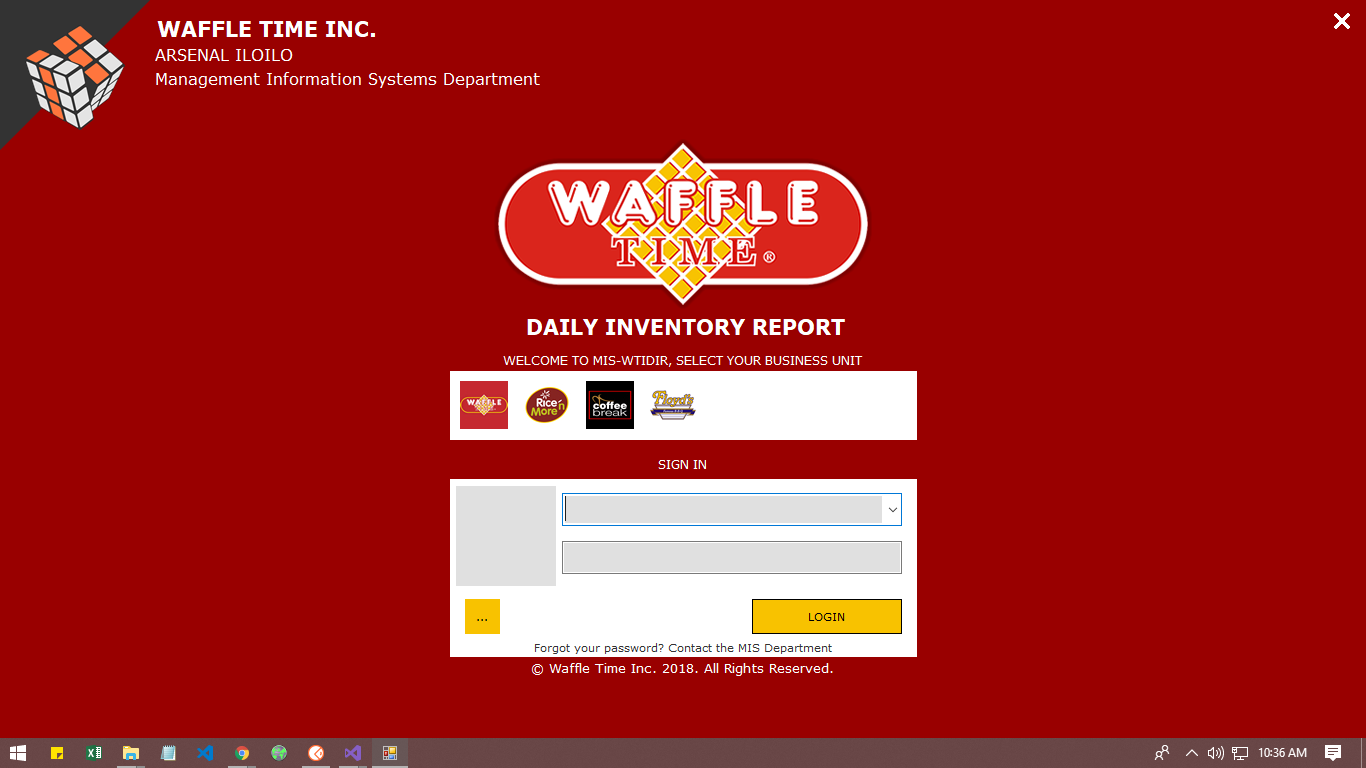 WAFFLE TIME INC.
ARSENAL ILOILO
Management Information Systems Department
WAFFLE
TIME ®
DAILY INVENTORY REPORT
WELCOME TO MIS-WTIDIR, SELECT YOUR BUSINESS UNIT
WAFFLE TIME
Rice 'n More
coffee break
Floyd's
SIGN IN
...
LOGIN
Forgot your password? Contact the MIS Department
© Waffle Time Inc. 2018. All Rights Reserved.
10:36 AM